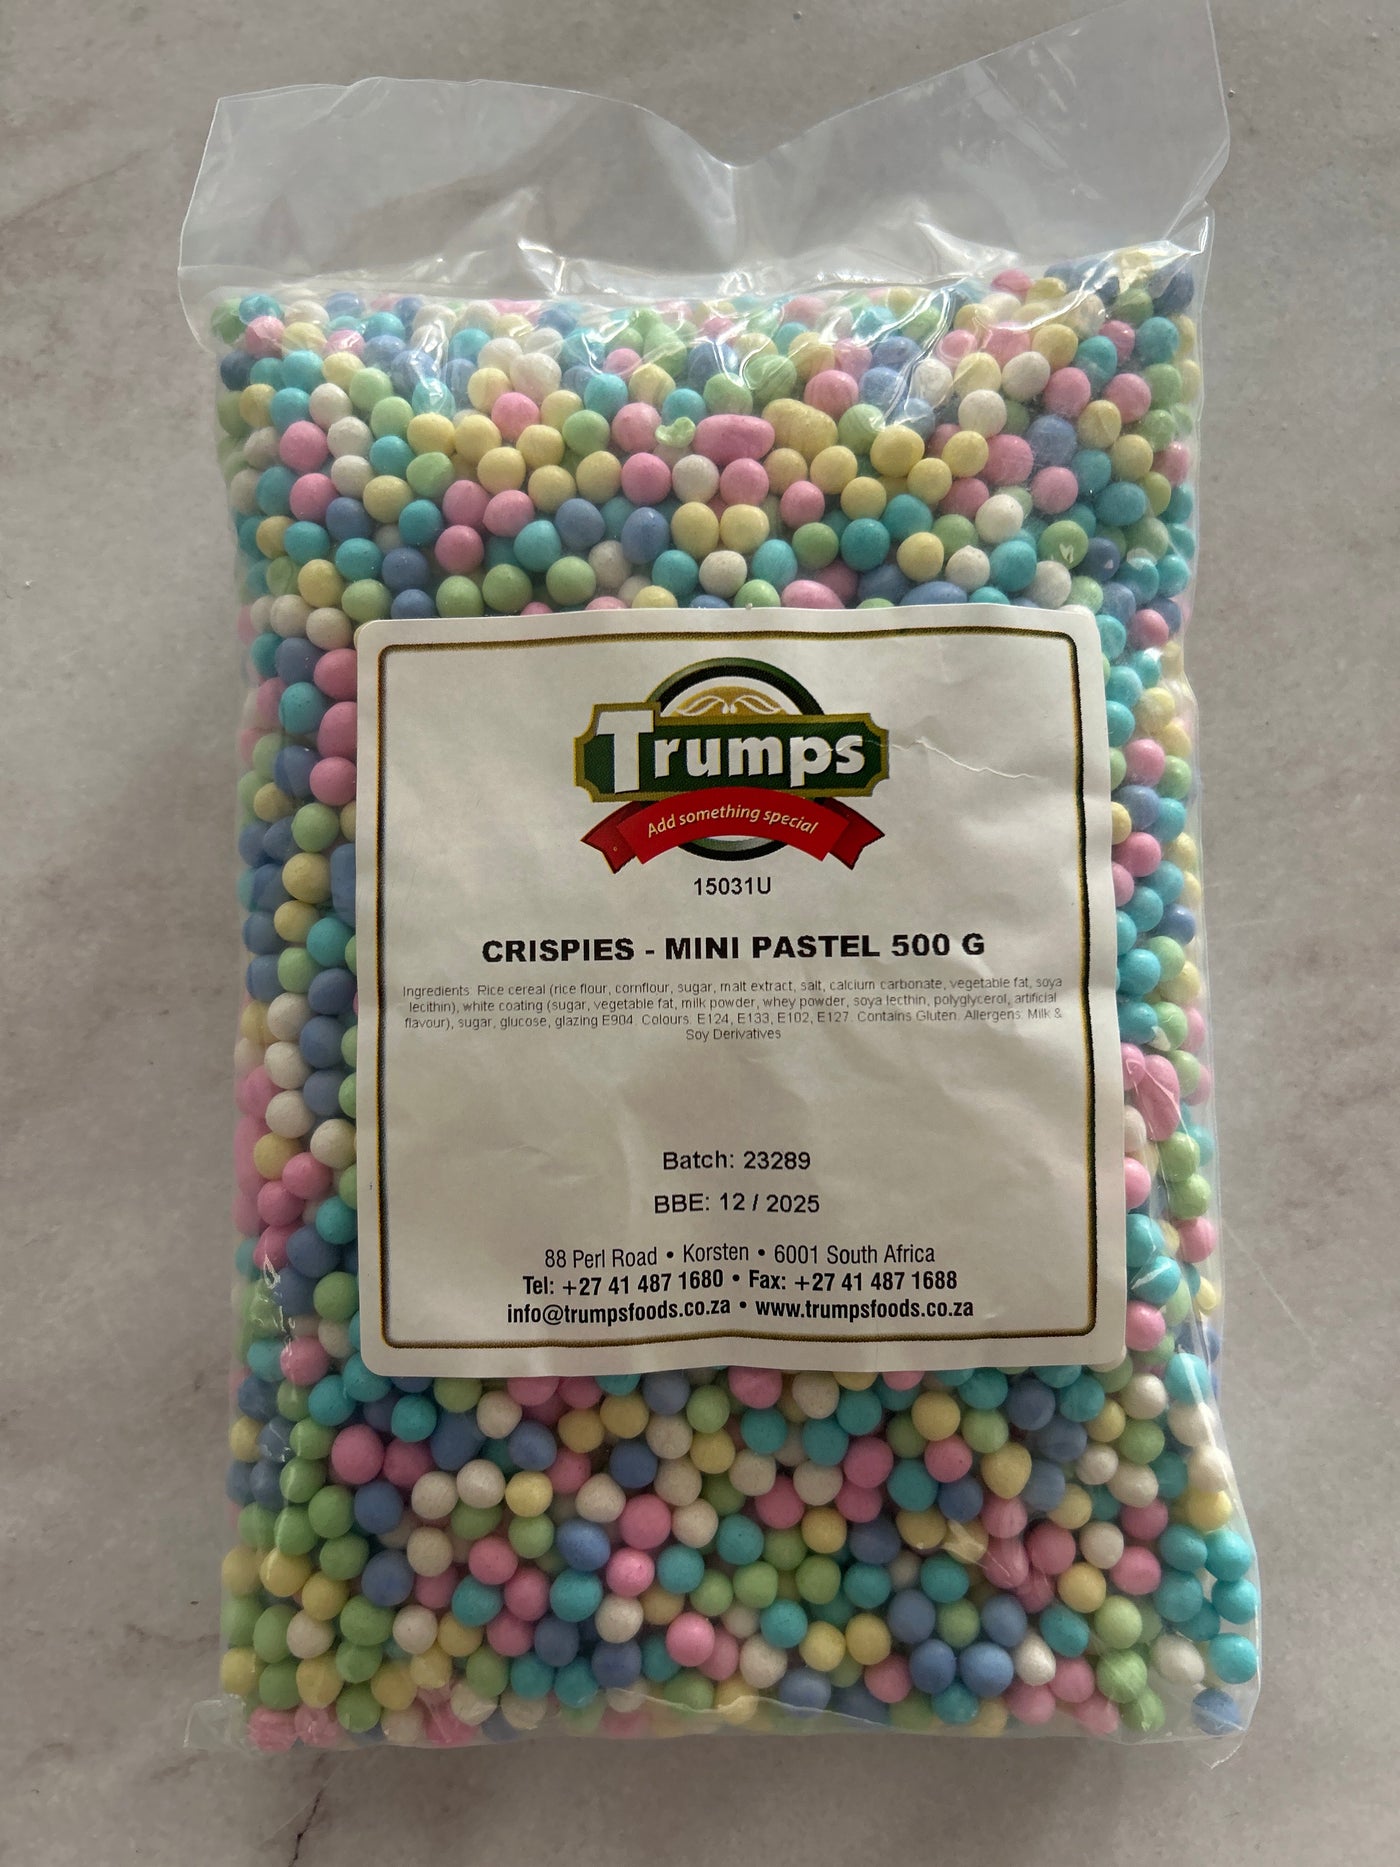 Trumps
Add something special
15031U
CRISPIES - MINI PASTEL 500 G
Ingredients: Rice cereal (rice flour, cornflour, sugar, malt extract, salt, calcium carbonate, vegetable fat, soya
lecithin), white coating (sugar, vegetable fat, milk powder, whey powder, soya lecthin, polyglycerol, artificial
flavour), sugar, glucose, glazing E904. Colours. E124, E133, E102, E127. Contains Gluten. Allergens: Milk &
Soy Derivatives
Batch: 23289
BBE: 12 / 2025
88 Perl Road • Korsten • 6001 South Africa
Tel: +27 41 487 1680 • Fax: +27 41 487 1688
info@trumpsfoods.co.za • www.trumpsfoods.co.za